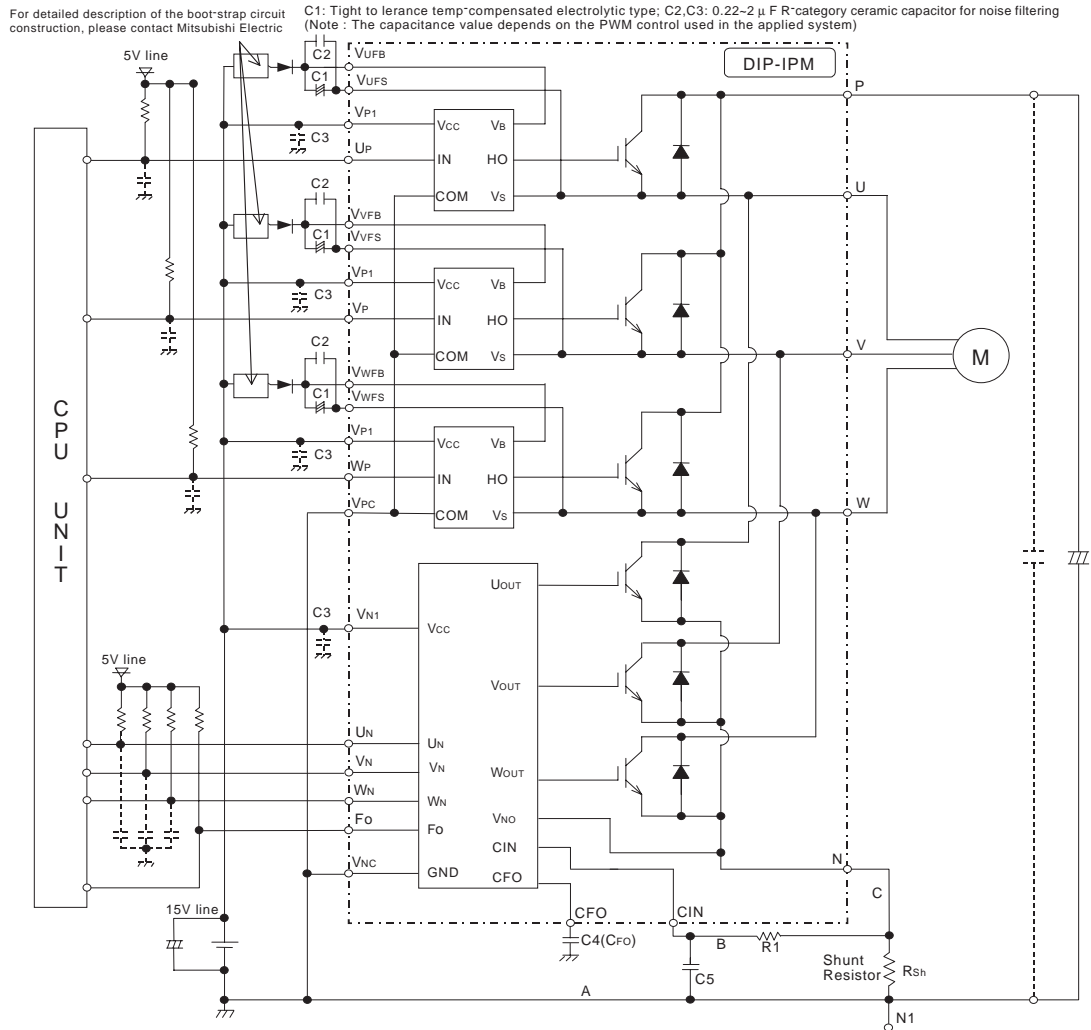 For detailed description of the boot-strap circuit
construction, please contact Mitsubishi Electric
C1: Tight to lerance temp-compensated electrolytic type; C2,C3: 0.22~2 μ F R-category ceramic capacitor for noise filtering
(Note : The capacitance value depends on the PWM control used in the applied system)
DIP-IPM
5V line
C2
VUFB
C1
VUFS
P
VP1
C3
VCC
VB
UP
IN
HO
COM
VS
U
C2
VVFB
C1
VVFS
VP1
C3
VCC
VB
VP
IN
HO
COM
VS
V
M
C2
VWFB
C1
VWFS
VP1
C3
VCC
VB
WP
IN
HO
VPC
COM
VS
W
CPU UNIT
UOUT
C3
VN1
VCC
5V line
VOUT
UN
UN
VN
VN
WOUT
WN
WN
VNO
Fo
Fo
CIN
VNC
GND
CFO
N
C
15V line
CFO
CIN
C4(CFO)
B
R1
C5
Shunt
Resistor
RSh
A
N1